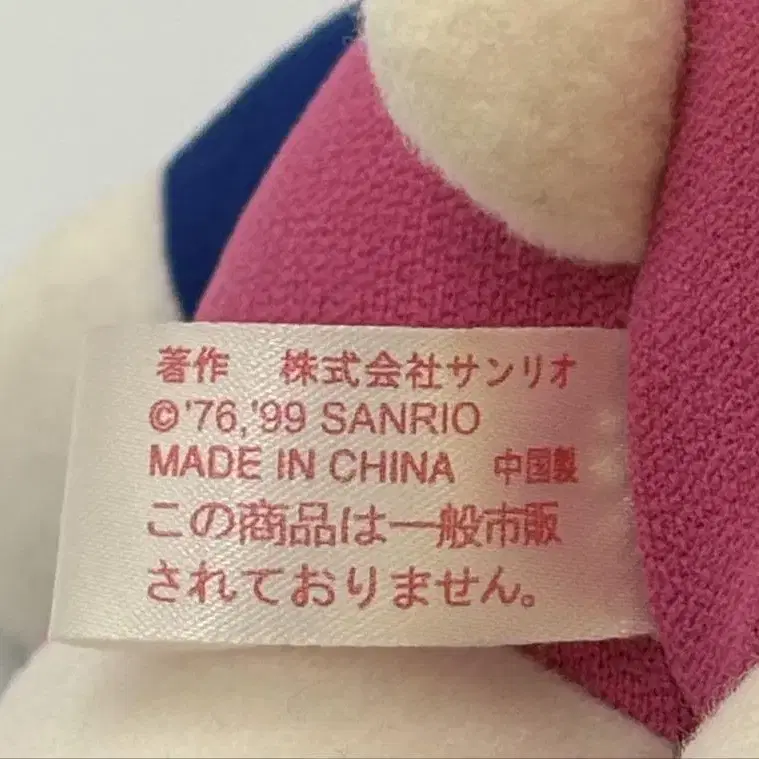 著作　株式会社サンリオ
©'76,'99 SANRIO
MADE IN CHINA　中国製
この商品は一般市販
されておりません。